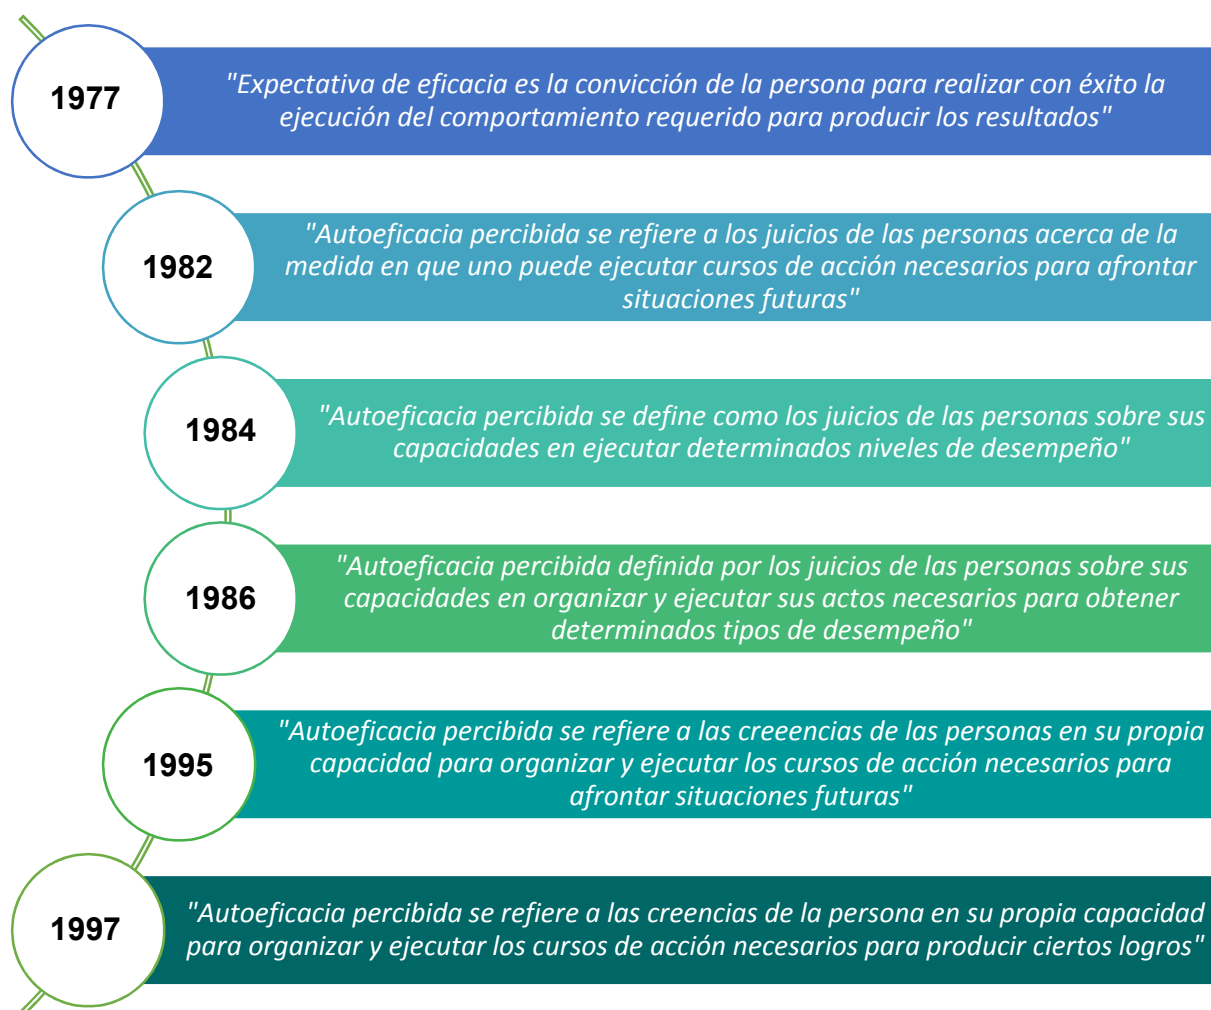 1977
"Expectativa de eficacia es la convicción de la persona para realizar con éxito la
ejecución del comportamiento requerido para producir los resultados"
1982
"Autoeficacia percibida se refiere a los juicios de las personas acerca de la
medida en que uno puede ejecutar cursos de acción necesarios para afrontar
situaciones futuras"
1984
"Autoeficacia percibida se define como los juicios de las personas sobre sus
capacidades en ejecutar determinados niveles de desempeño"
1986
"Autoeficacia percibida definida por los juicios de las personas sobre sus
capacidades en organizar y ejecutar sus actos necesarios para obtener
determinados tipos de desempeño"
1995
"Autoeficacia percibida se refiere a las creeencias de las personas en su propia
capacidad para organizar y ejecutar los cursos de acción necesarios para
afrontar situaciones futuras"
1997
"Autoeficacia percibida se refiere a las creencias de la persona en su propia capacidad
para organizar y ejecutar los cursos de acción necesarios para producir ciertos logros"